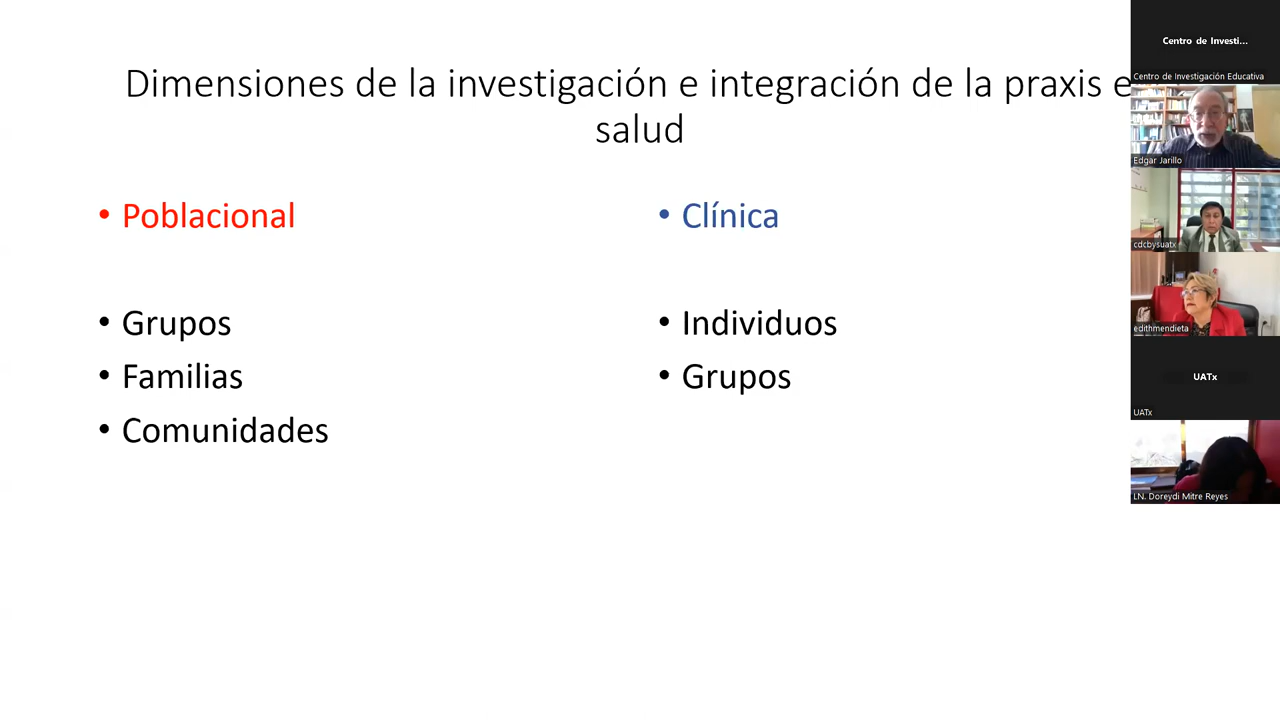 Dimensiones de la investigación e integración de la praxis e
salud
• Poblacional
• Grupos
• Familias
• Comunidades
• Clínica
• Individuos
• Grupos
Centro de Investi...
Centro de Investigación Educativa
Edgar Jarillo
cdcbysuatx
edithmendieta
UATx
UATx
LN. Doreydi Mitre Reyes